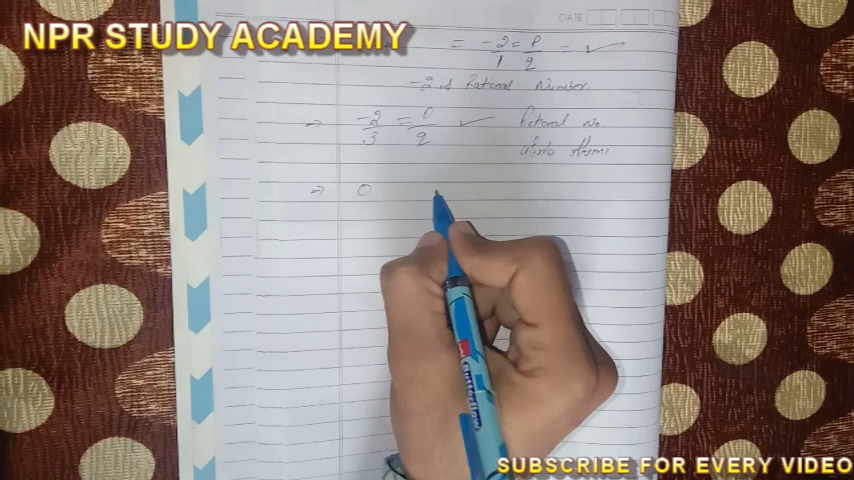 DATE
NPR STUDY ACADEMY
= -2/1 = P/q - ✓
-2 is Rational Number.
→ -2/3 = P/q ✓ Rational No.
→ 0
Butterflow
SUBSCRIBE FOR EVERY VIDEO